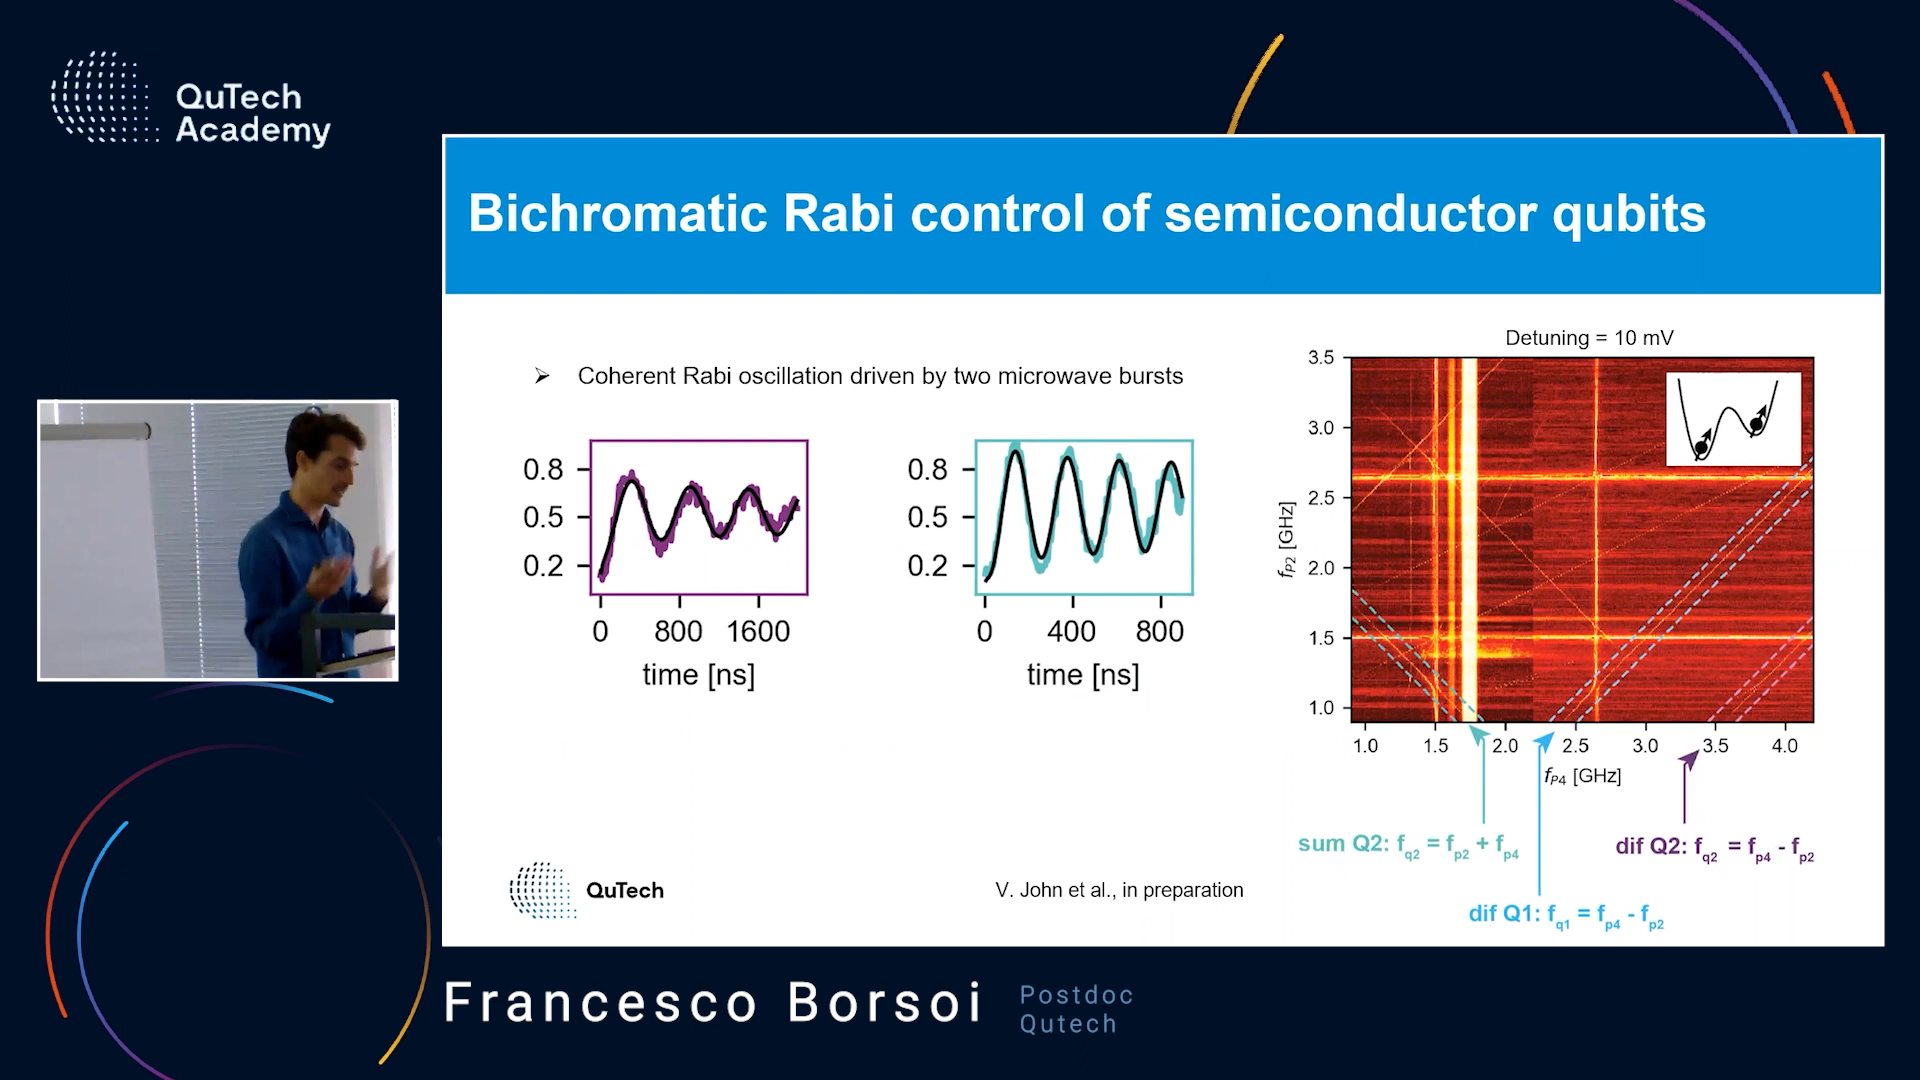 QuTech
Academy
Bichromatic Rabi control of semiconductor qubits
➢ Coherent Rabi oscillation driven by two microwave bursts
0.8
0.5
0.2
0 800 1600
time [ns]
0.8
0.5
0.2
0 400 800
time [ns]
Detuning = 10 mV
3.5
3.0
2.5
2.0
1.5
1.0
fP2 [GHz]
1.0 1.5 2.0 2.5 3.0 3.5 4.0
fP4 [GHz]
sum Q2: fq2 = fp2 + fp4
dif Q2: fq2 = fp4 - fp2
dif Q1: fq1 = fp4 - fp2
QuTech
V. John et al., in preparation
Francesco Borsoi
Postdoc
Qutech